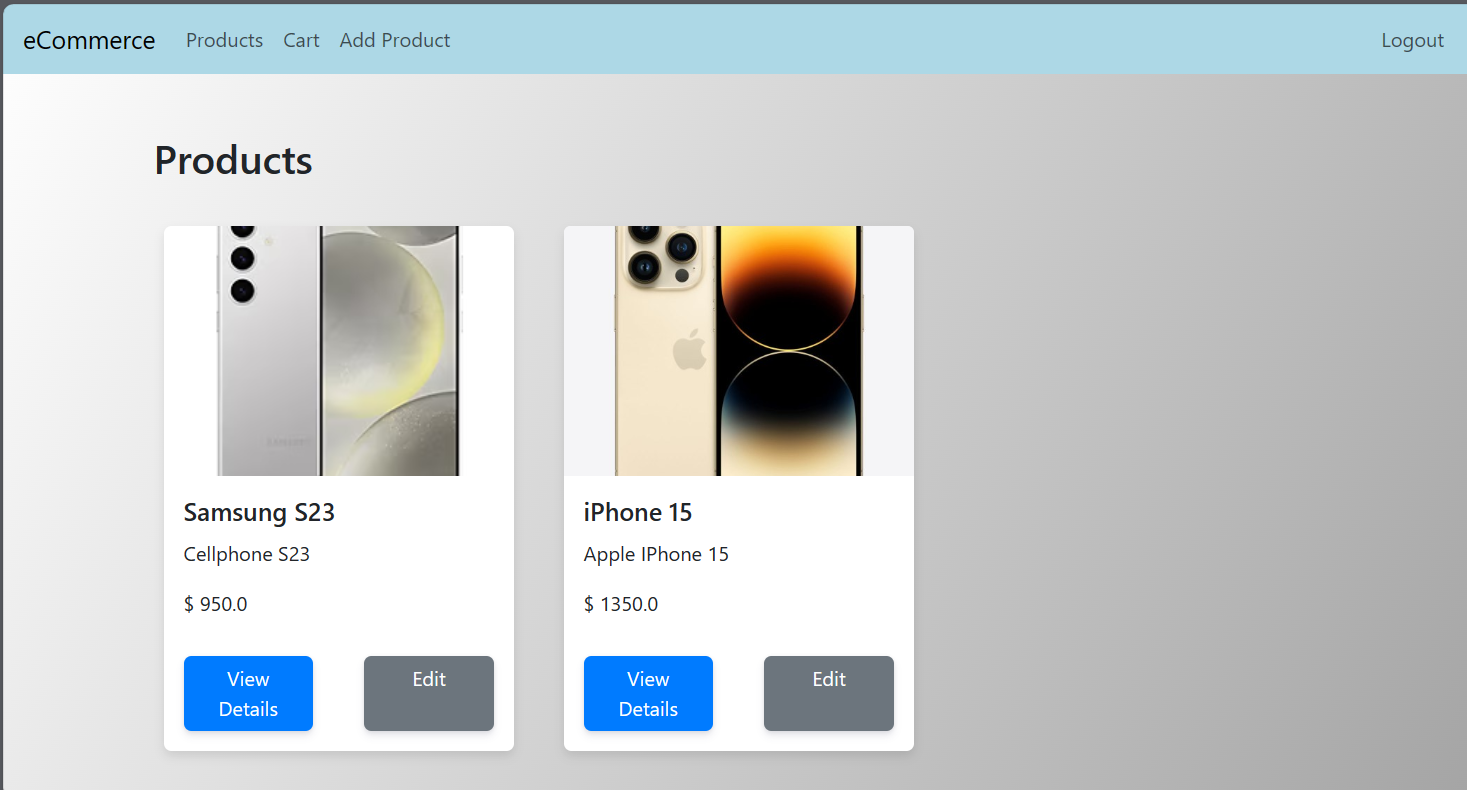 eCommerce Products Cart Add Product Logout
Products
SAMSUNG
Samsung S23
Cellphone S23
$ 950.0
View
Details
Edit
iPhone 15
Apple IPhone 15
$ 1350.0
View
Details
Edit